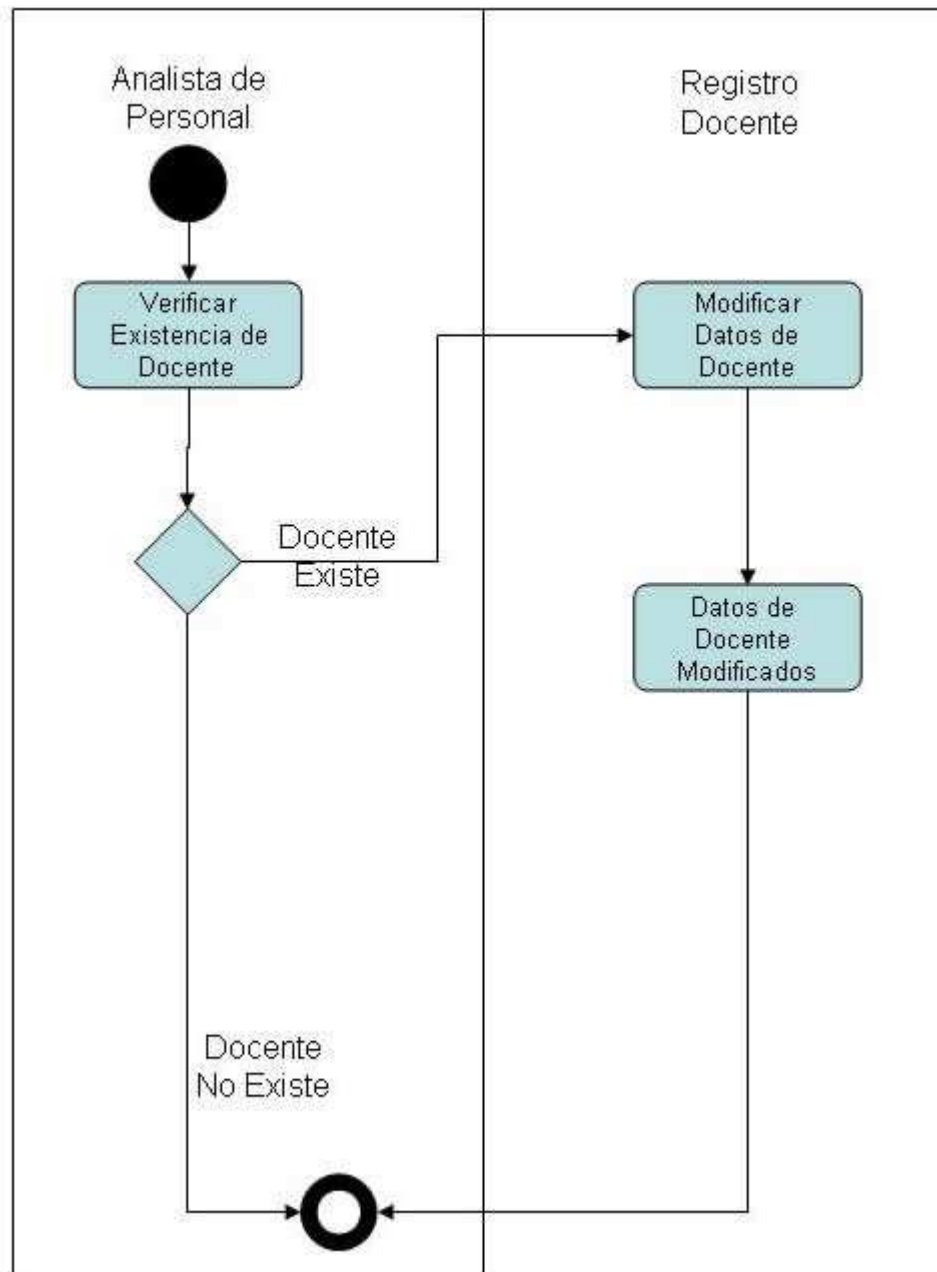 Analista de
Personal
Registro
Docente
Verificar
Existencia de
Docente
Modificar
Datos de
Docente
Docente
Existe
Datos de
Docente
Modificados
Docente
No Existe